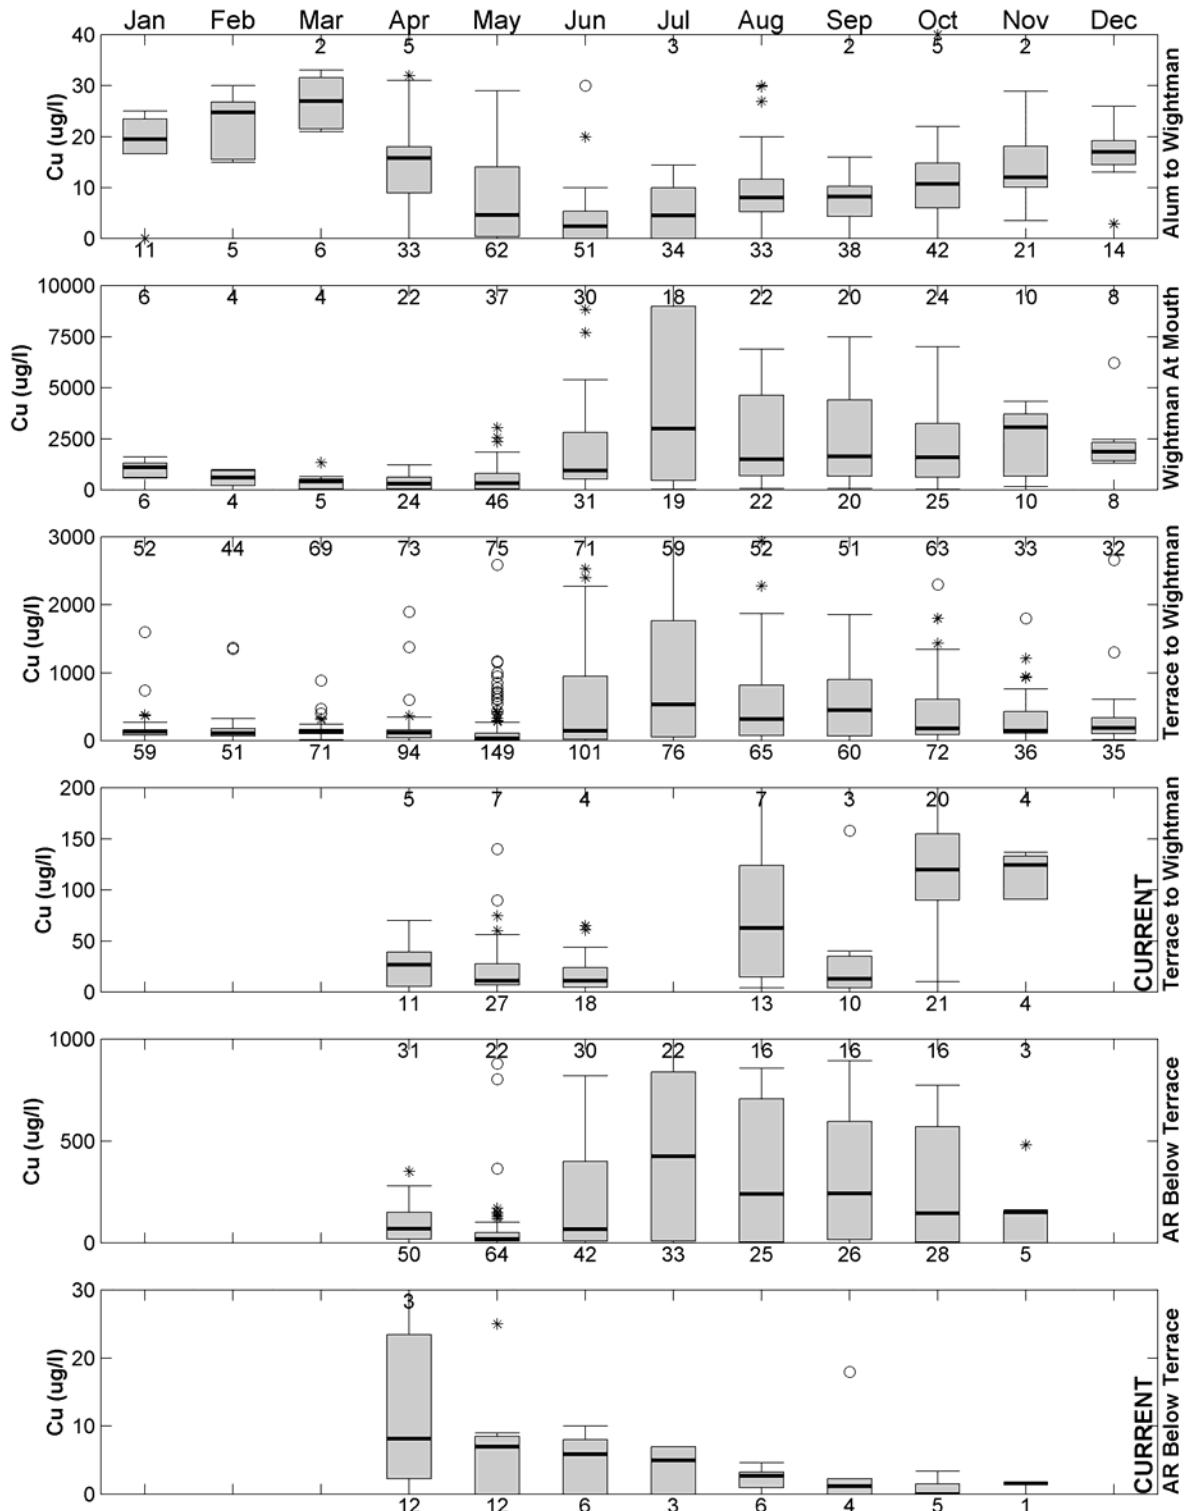 Jan Feb Mar Apr May Jun Jul Aug Sep Oct Nov Dec
2 5 3 2 5 2
40
30
20
10
0
Cu (ug/l)
Alum to Wightman
11 5 6 33 62 51 34 33 38 42 21 14
6 4 4 22 37 30 18 22 20 24 10 8
10000
7500
5000
2500
0
Cu (ug/l)
Wightman At Mouth
6 4 5 24 46 31 19 22 20 25 10 8
52 44 69 73 75 71 59 52 51 63 33 32
3000
2000
1000
0
Cu (ug/l)
Terrace to Wightman
59 51 71 94 149 101 76 65 60 72 36 35
5 7 4 7 3 20 4
200
150
100
50
0
Cu (ug/l)
CURRENT
Terrace to Wightman
11 27 18 13 10 21 4
31 22 30 22 16 16 16 3
1000
500
0
Cu (ug/l)
AR Below Terrace
50 64 42 33 25 26 28 5
3
30
20
10
0
Cu (ug/l)
CURRENT
AR Below Terrace
12 12 6 3 6 4 5 1